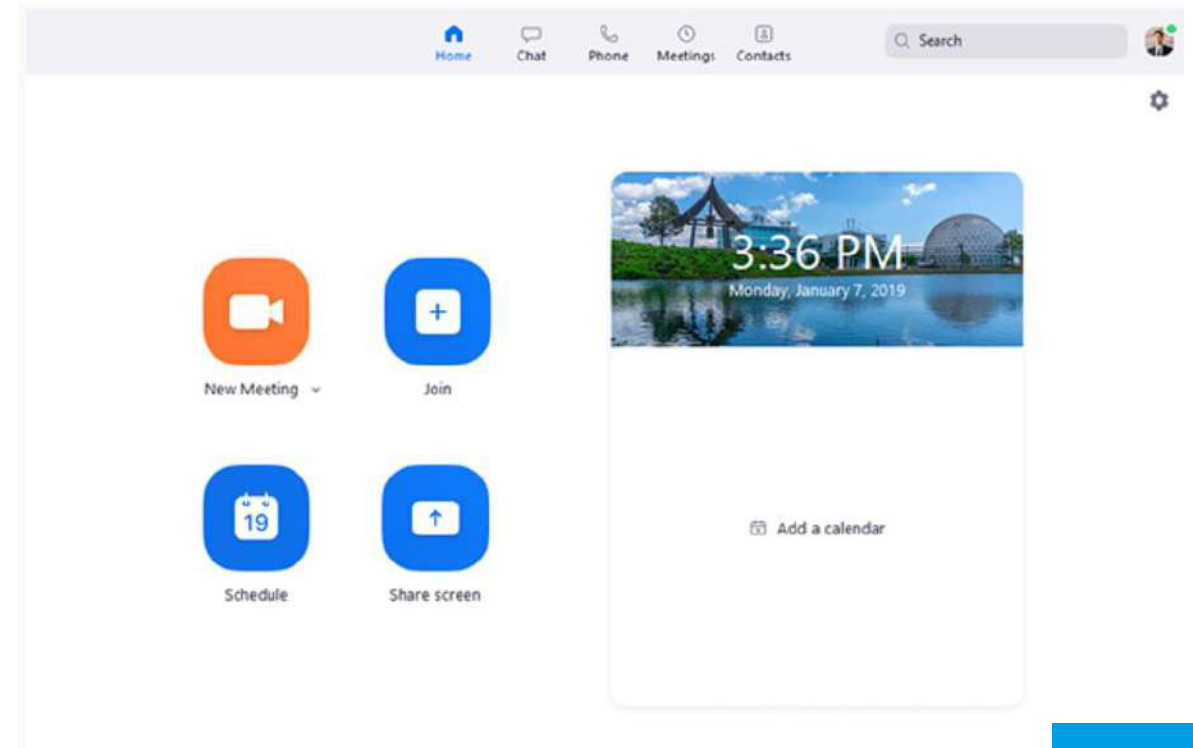 Home
Chat
Phone
Meetings
Contacts
Search
3:36 PM
Monday, January 7, 2019
New Meeting
Join
19
Schedule
Share screen
Add a calendar